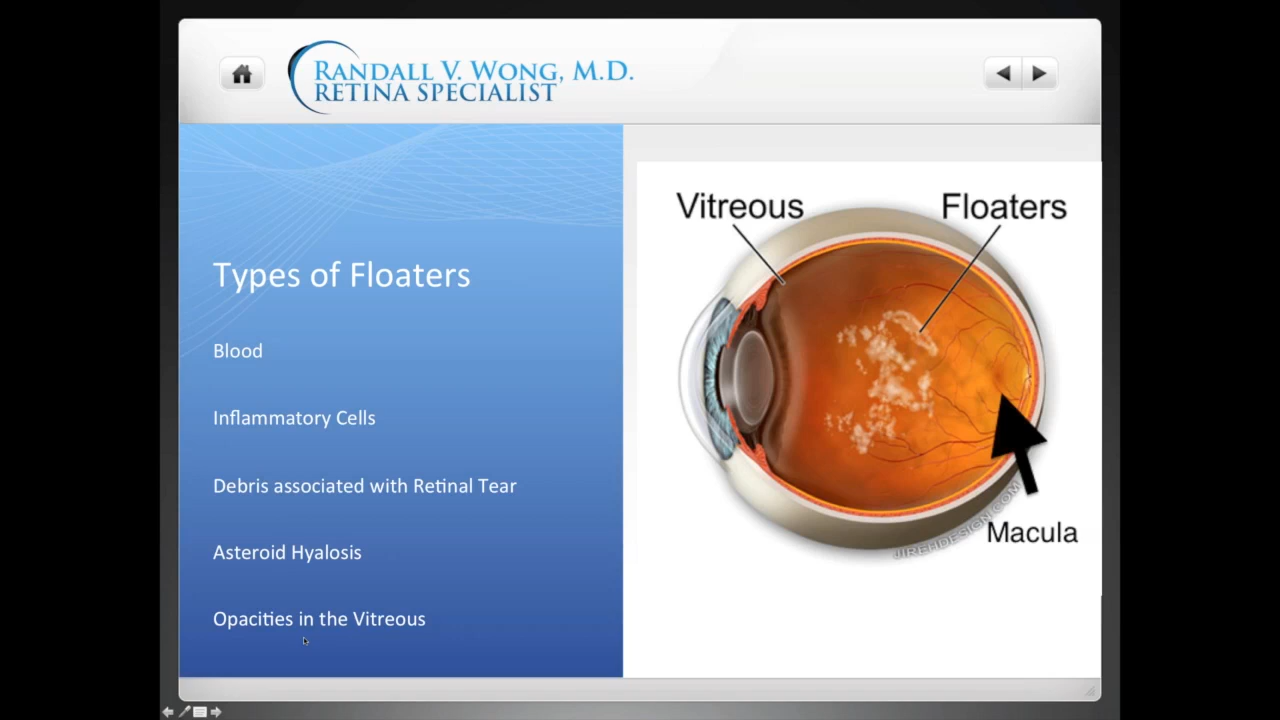 RANDALL V. WONG, M.D.
RETINA SPECIALIST
Types of Floaters
Blood
Inflammatory Cells
Debris associated with Retinal Tear
Asteroid Hyalosis
Opacities in the Vitreous
Vitreous
Floaters
Macula
JIREHDESIGN.COM